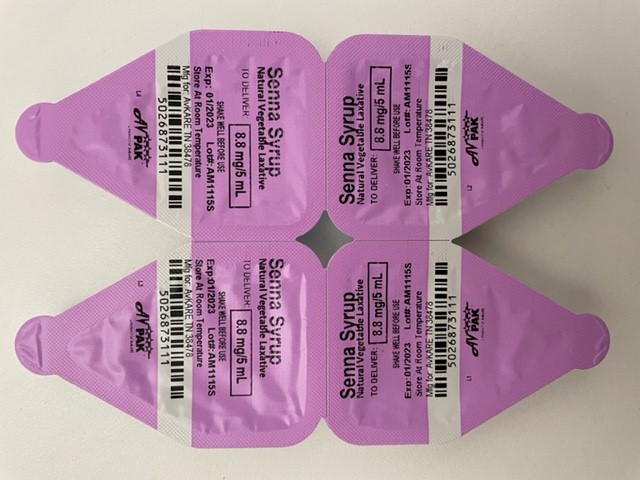 Senna Syrup
Natural Vegetable Laxative
TO DELIVER: 8.8 mg/5 mL
SHAKE WELL BEFORE USE
Exp: 01/2023 Lot#: AM1115S
Store At Room Temperature
Mfg for: AvKARE TN 38478
5026873111
AV PAK
Senna Syrup
Natural Vegetable Laxative
TO DELIVER: 8.8 mg/5 mL
SHAKE WELL BEFORE USE
Exp:01/2023 Lot#: AM1115S
Store At Room Temperature
Mfg for: AvKARE TN 38478
5026873111
AV PAK
Senna Syrup
Natural Vegetable Laxative
TO DELIVER: 8.8 mg/5 mL
SHAKE WELL BEFORE USE
Exp:01/2023 Lot#:AM1115S
Store At Room Temperature
Mfg for: AvKARE TN 38478
5026873111
AV PAK
Senna Syrup
Natural Vegetable Laxative
TO DELIVER: 8.8 mg/5 mL
SHAKE WELL BEFORE USE
Exp:01/2023 Lot#: AM1115S
Store At Room Temperature
Mfg for: AvKARE TN 38478
5026873111
AV PAK